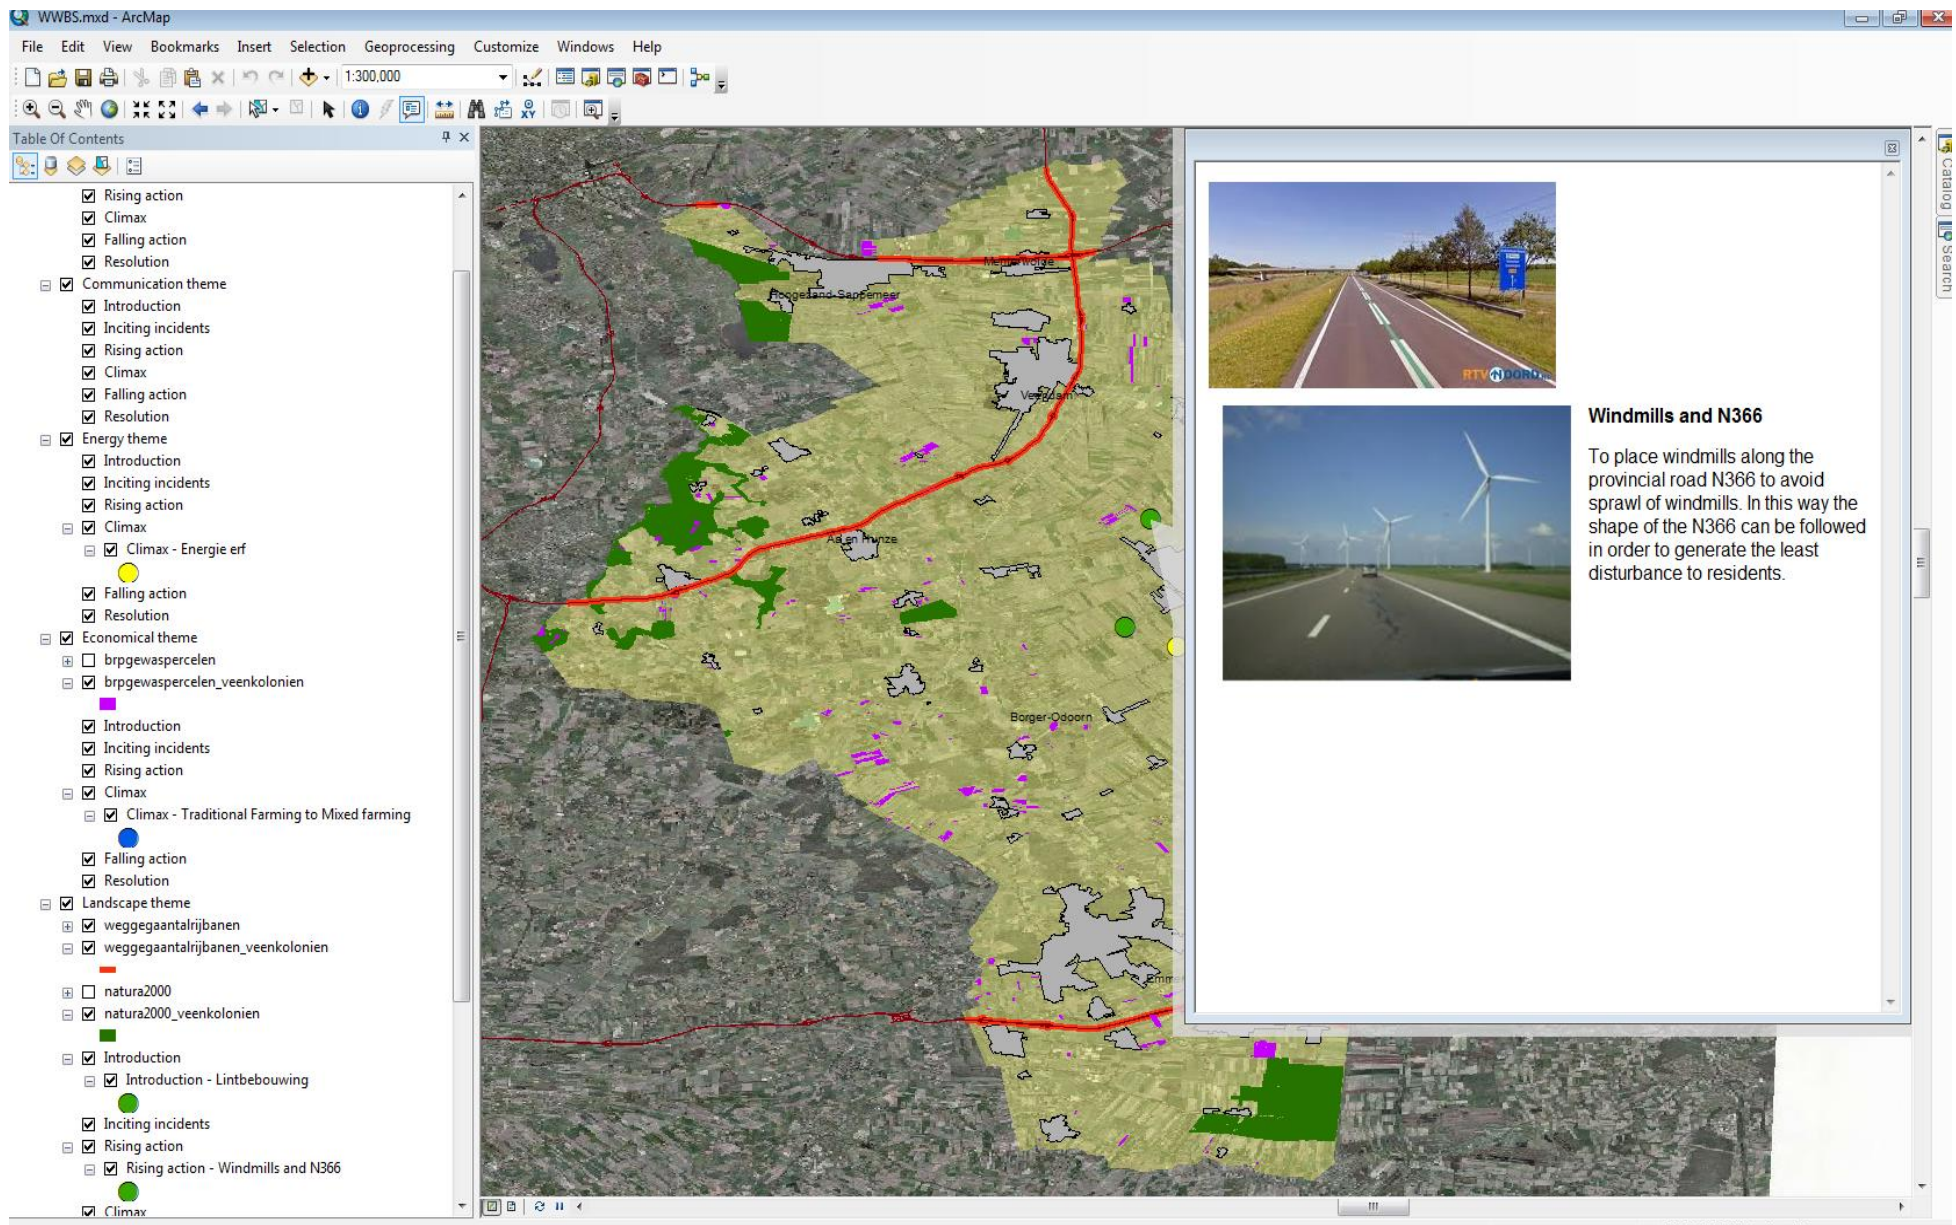 WWBS.mxd - ArcMap
File Edit View Bookmarks Insert Selection Geoprocessing Customize Windows Help
1:300,000
Table Of Contents
Rising action
Climax
Falling action
Resolution
Communication theme
Introduction
Inciting incidents
Rising action
Climax
Falling action
Resolution
Energy theme
Introduction
Inciting incidents
Rising action
Climax
Climax - Energie erf
Falling action
Resolution
Economical theme
brpgewaspercelen
brpgewaspercelen_veenkolonien
Introduction
Inciting incidents
Rising action
Climax
Climax - Traditional Farming to Mixed farming
Falling action
Resolution
Landscape theme
weggegaantalrijbanen
weggegaantalrijbanen_veenkolonien
natura2000
natura2000_veenkolonien
Introduction
Introduction - Lintbebouwing
Inciting incidents
Rising action
Rising action - Windmills and N366
Climax
Menterwolde
Hoogezand-Sappemeer
Veendam
Aa en Hunze
Borger-Odoorn
Emme
RTV NOORD
Windmills and N366
To place windmills along the
provincial road N366 to avoid
sprawl of windmills. In this way the
shape of the N366 can be followed
in order to generate the least
disturbance to residents.
Catalog
Search